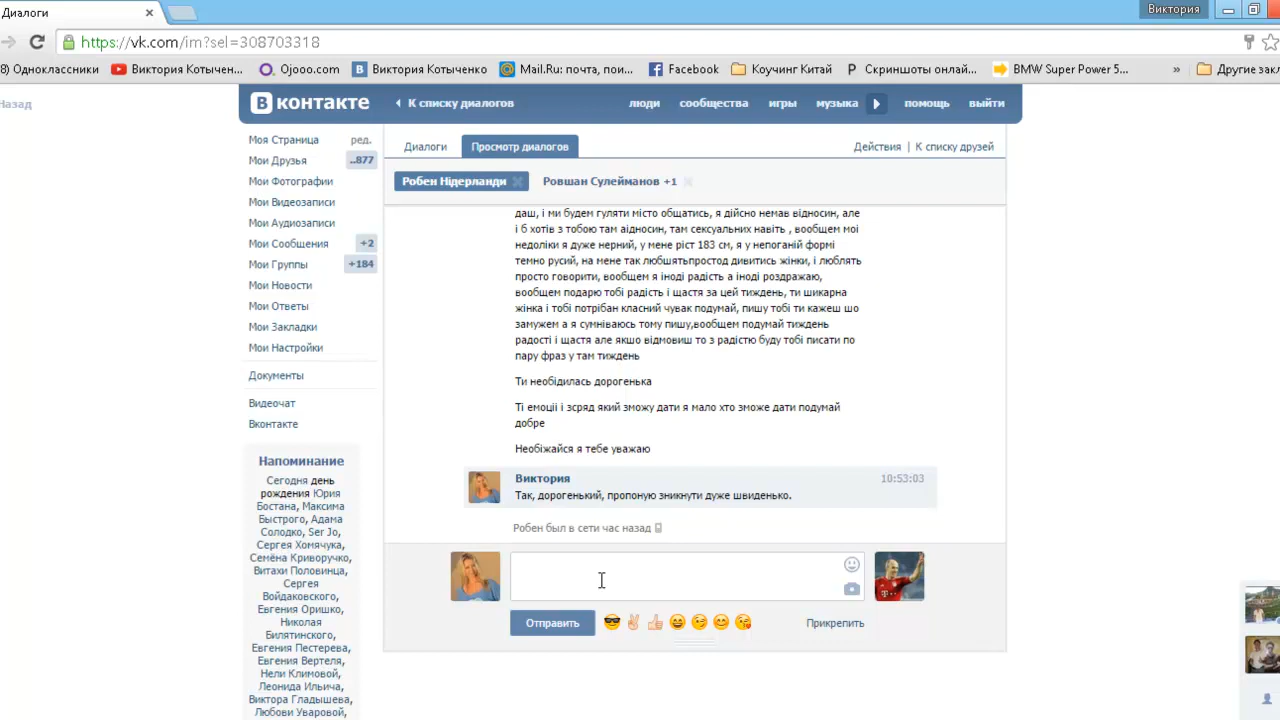 Диалоги
Виктория
https://vk.com/im?sel=308703318
8) Одноклассники
Виктория Котычен...
Ojooo.com
Виктория Котыченко
Mail.Ru: почта, пои...
Facebook
Коучинг Китай
Скриншоты онлай...
BMW Super Power 5...
»
Другие закл
Назад
В контакте
К списку диалогов
люди
сообщества
игры
музыка
помощь
выйти
Моя Страница ред.
Мои Друзья ..877
Мои Фотографии
Мои Видеозаписи
Мои Аудиозаписи
Мои Сообщения +2
Мои Группы +184
Мои Новости
Мои Ответы
Мои Закладки
Мои Настройки
Документы
Видеочат
Вконтакте
Напоминание
Сегодня день
рождения Юрия
Бостана, Максима
Быстрого, Адама
Солодко, Ser Jo,
Сергея Хомячука,
Семёна Криворучко,
Витахи Половинца,
Сергея
Войдаковского,
Евгения Оришко,
Николая
Билятинского,
Евгения Пестерева,
Евгения Вертеля,
Нели Климовой,
Леонида Ильича,
Виктора Гладышева,
Любови Уваровой,
Диалоги
Просмотр диалогов
Действия | К списку друзей
Робен Нідерланди
Ровшан Сулейманов +1
даш, і ми будем гуляти місто общатись, я дійсно немав відносин, але
і б хотів з тобою там аідносин, там сексуальних навіть , вообщем мої
недоліки я дуже нерний, у мене ріст 183 см, я у непоганій формі
темно русий, на мене так любшятьпростод дивитись жінки, і люблять
просто говорити, вообщем я іноді радість а іноді роздражаю,
вообщем подарю тобі радість і щастя за цей тиждень, ти шикарна
жінка і тобі потрібан класний чувак подумай, пишу тобі ти кажеш шо
замужем а я сумніваюсь тому пишу,вообщем подумай тиждень
радості і щастя але якшо відмовиш то з радістю буду тобі писати по
пару фраз у там тиждень
Ти необідилась дорогенька
Ті емоціі і зсряд який зможу дати я мало хто зможе дати подумай
добре
Необіжайся я тебе уважаю
Виктория 10:53:03
Так, дорогенький, пропоную зникнути дуже швиденько.
Робен был в сети час назад
Отправить
Прикрепить